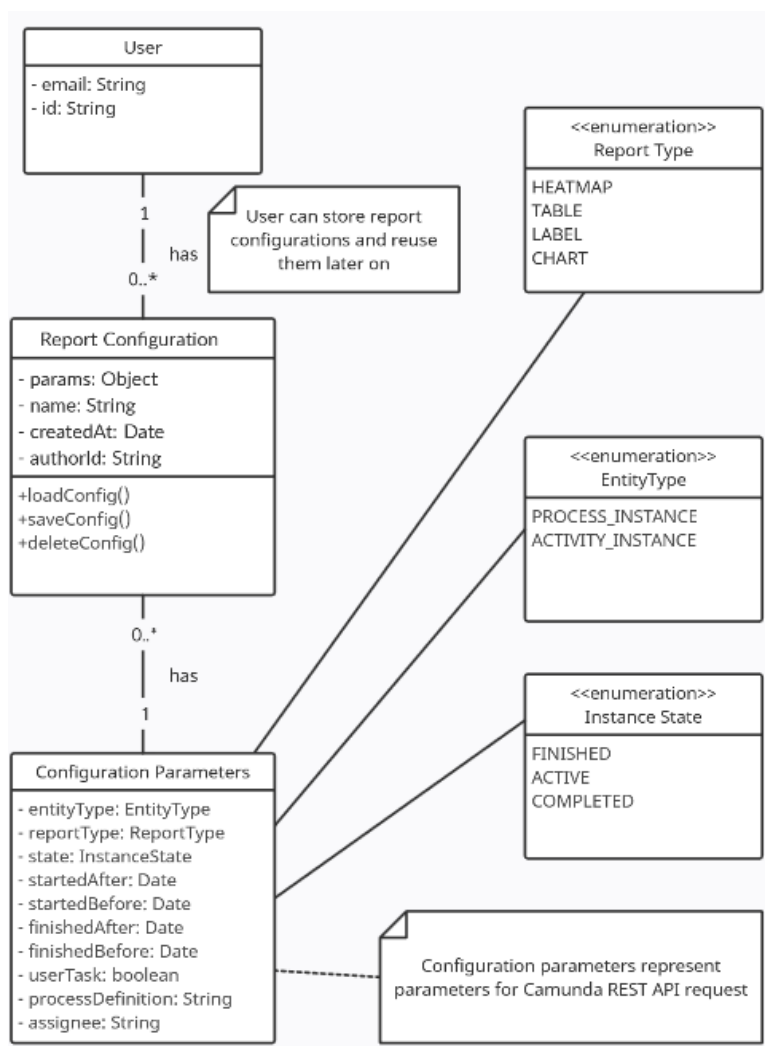 User
- email: String
- id: String
1
has
0..*
User can store report
configurations and reuse
them later on
<<enumeration>>
Report Type
HEATMAP
TABLE
LABEL
CHART
Report Configuration
- params: Object
- name: String
- createdAt: Date
- authorId: String
+loadConfig()
+saveConfig()
+deleteConfig()
<<enumeration>>
EntityType
PROCESS_INSTANCE
ACTIVITY_INSTANCE
0..*
has
1
<<enumeration>>
Instance State
FINISHED
ACTIVE
COMPLETED
Configuration Parameters
- entityType: EntityType
- reportType: ReportType
- state: InstanceState
- startedAfter: Date
- startedBefore: Date
- finishedAfter: Date
- finishedBefore: Date
- userTask: boolean
- processDefinition: String
- assignee: String
Configuration parameters represent
parameters for Camunda REST API request